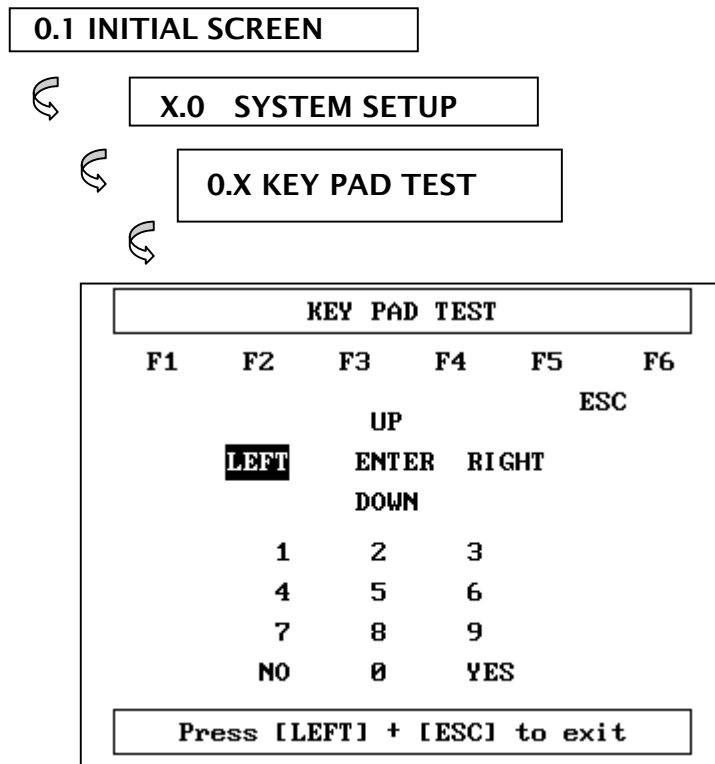 0.1 INITIAL SCREEN
X.0 SYSTEM SETUP
0.X KEY PAD TEST
KEY PAD TEST
F1 F2 F3 F4 F5 F6
ESC
UP
LEFT ENTER RIGHT
DOWN
1 2 3
4 5 6
7 8 9
NO 0 YES
Press [LEFT] + [ESC] to exit